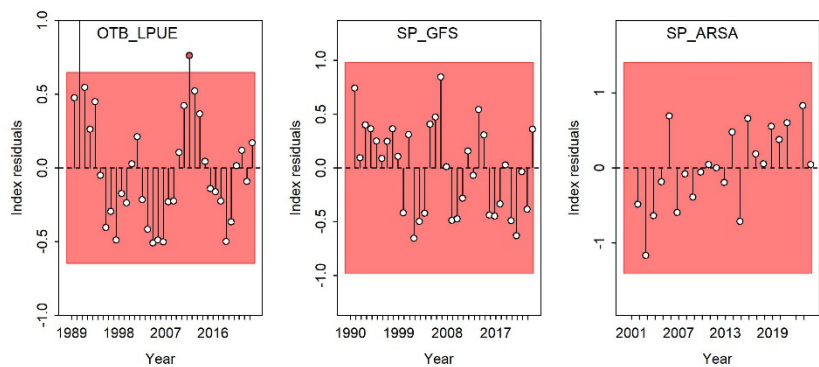 OTB_LPUE
Index residuals
1.0
0.5
0.0
-0.5
-1.0
1989 1998 2007 2016
Year
SP_GFS
Index residuals
1.0
0.5
0.0
-0.5
-1.0
1990 1999 2008 2017
Year
SP_ARSA
Index residuals
1
0
-1
2001 2007 2013 2019
Year